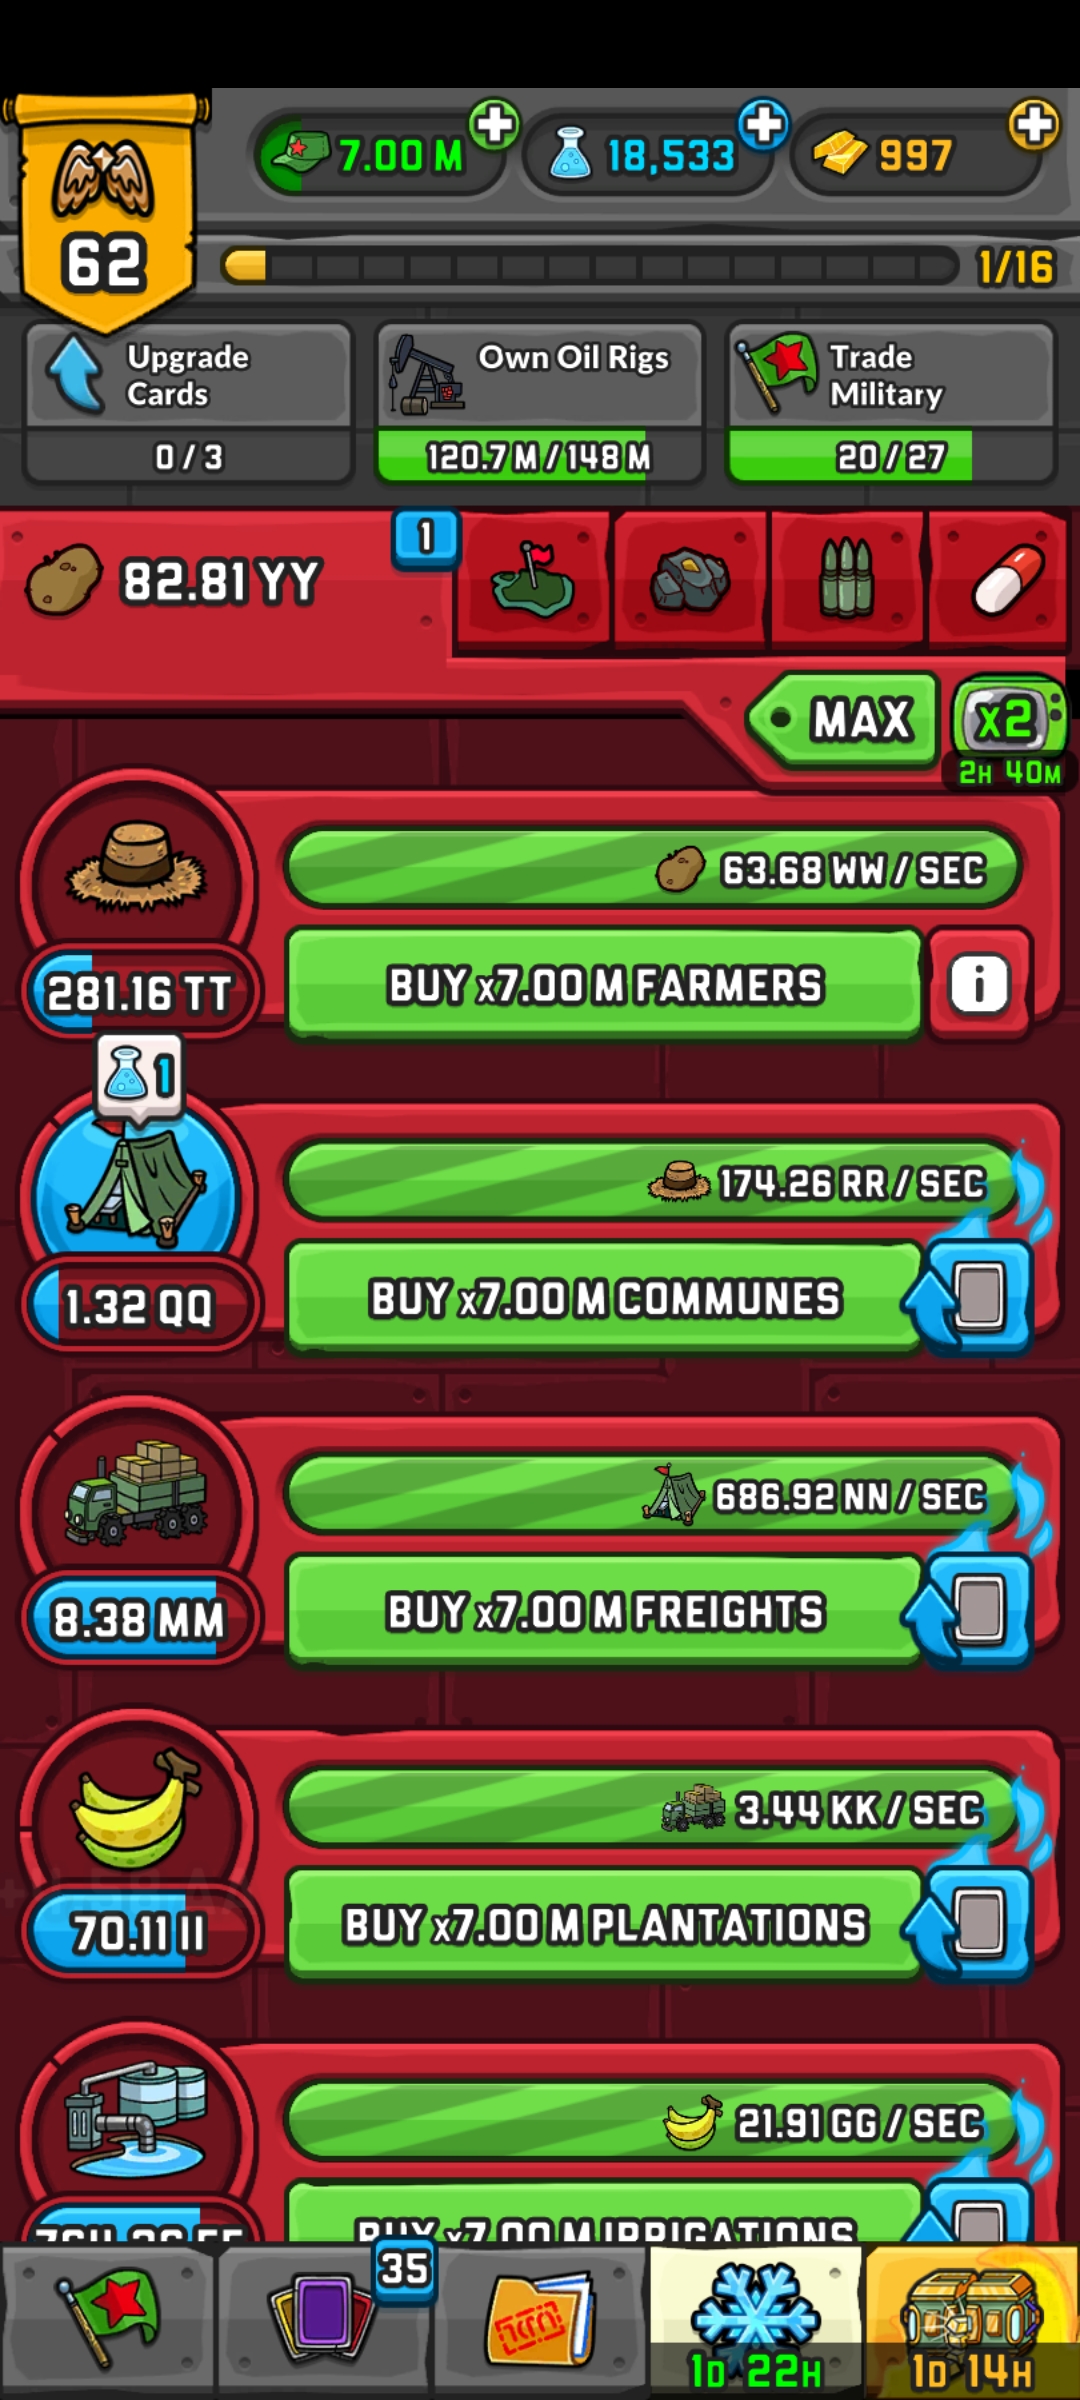 62
7.00 M
18,533
997
1/16
Upgrade
Cards
0 / 3
Own Oil Rigs
120.7 M / 148 M
Trade
Military
20 / 27
82.81 YY
1
MAX
x2
2H 40M
63.68 WW / SEC
281.16 TT
BUY x7.00 M FARMERS
i
1
174.26 RR / SEC
1.32 QQ
BUY x7.00 M COMMUNES
686.92 NN / SEC
8.38 MM
BUY x7.00 M FREIGHTS
3.44 KK / SEC
70.11 II
BUY x7.00 M PLANTATIONS
21.91 GG / SEC
BUY x7.00 M IRRIGATIONS
35
1D 22H
1D 14H